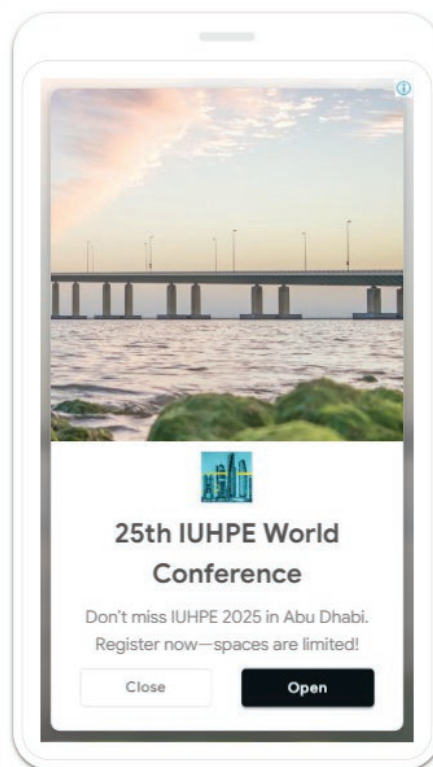 25th IUHPE World
Conference
Don't miss IUHPE 2025 in Abu Dhabi.
Register now—spaces are limited!
Close
Open